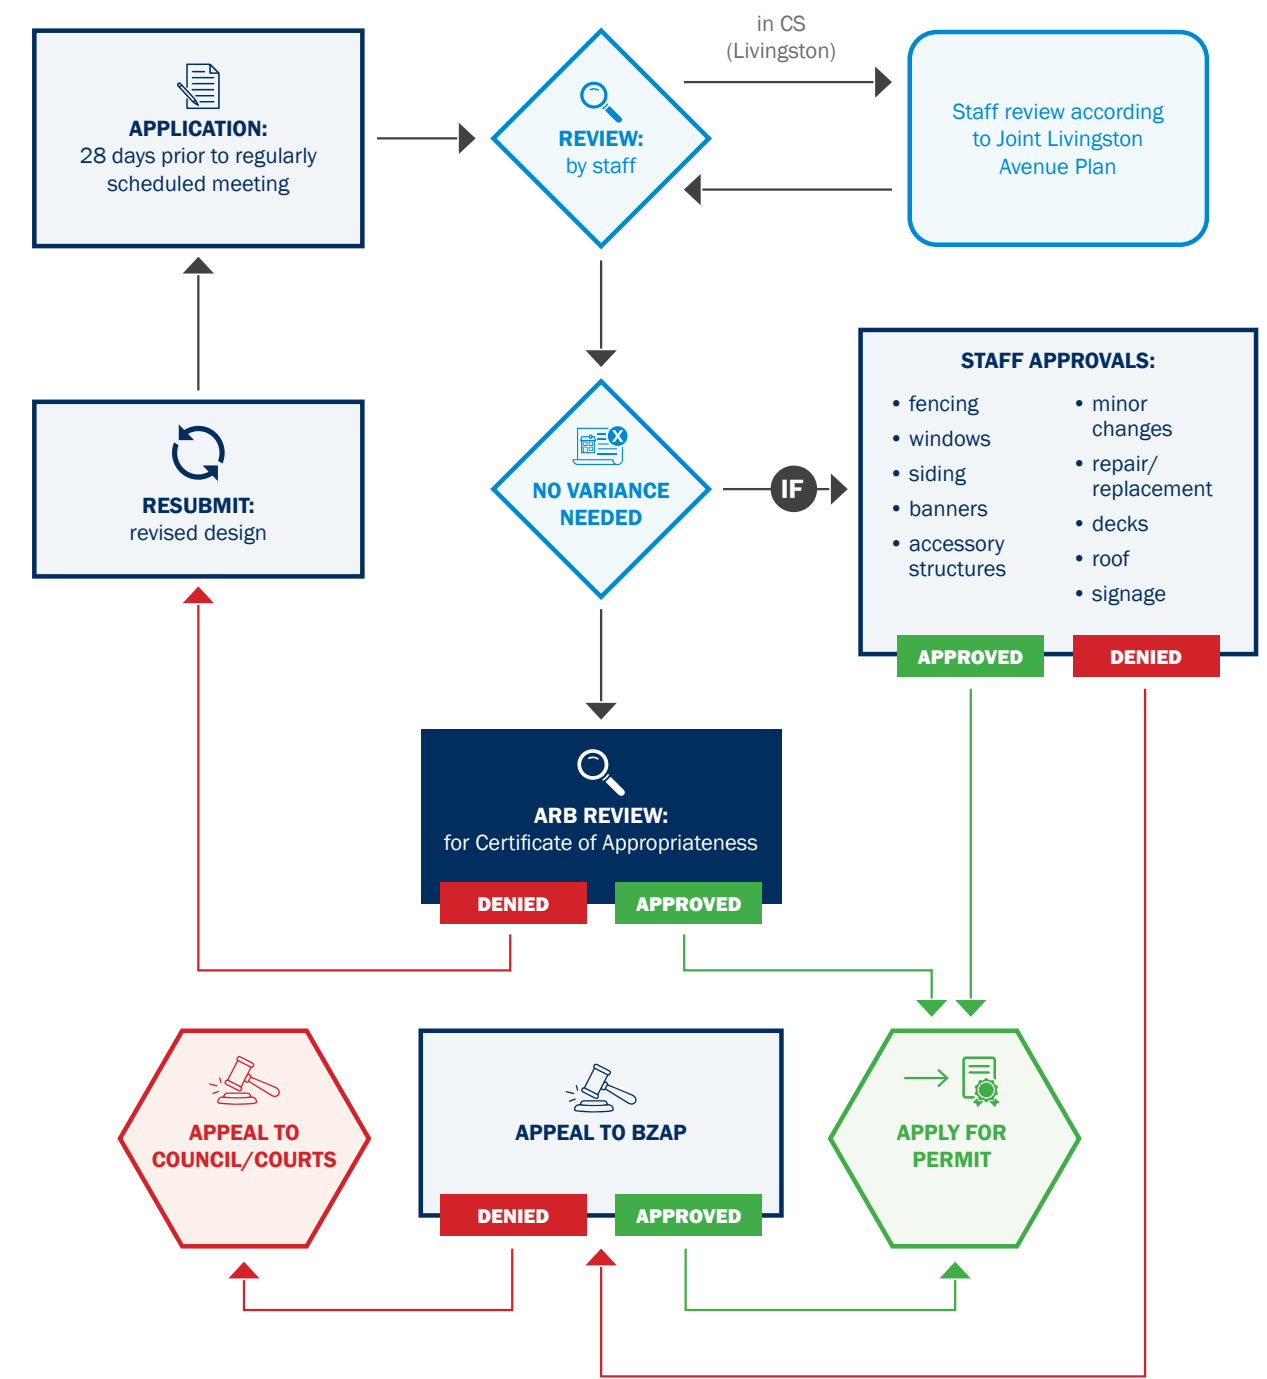 in CS
(Livingston)
APPLICATION:
28 days prior to regularly
scheduled meeting
REVIEW:
by staff
Staff review according
to Joint Livingston
Avenue Plan
RESUBMIT:
revised design
X
NO VARIANCE
NEEDED
IF
STAFF APPROVALS:
• fencing
• windows
• siding
• banners
• accessory
structures
• minor
changes
• repair/
replacement
• decks
• roof
• signage
APPROVED
DENIED
ARB REVIEW:
for Certificate of Appropriateness
DENIED
APPROVED
APPEAL TO
COUNCIL/COURTS
APPEAL TO BZAP
DENIED
APPROVED
APPLY FOR
PERMIT